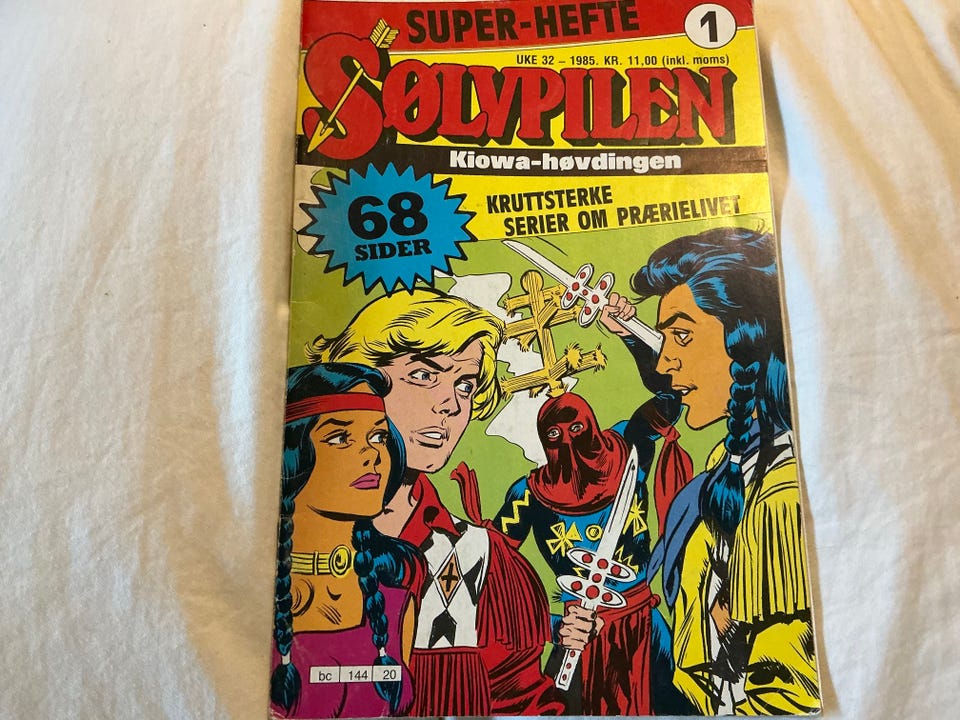 SUPER-HEFTE
1
UKE 32 - 1985. KR. 11,00 (inkl. moms)
SØLVPILEN
Kiowa-høvdingen
68
SIDER
KRUTTSTERKE
SERIER OM PRÆRIELIVET
bc 144 20